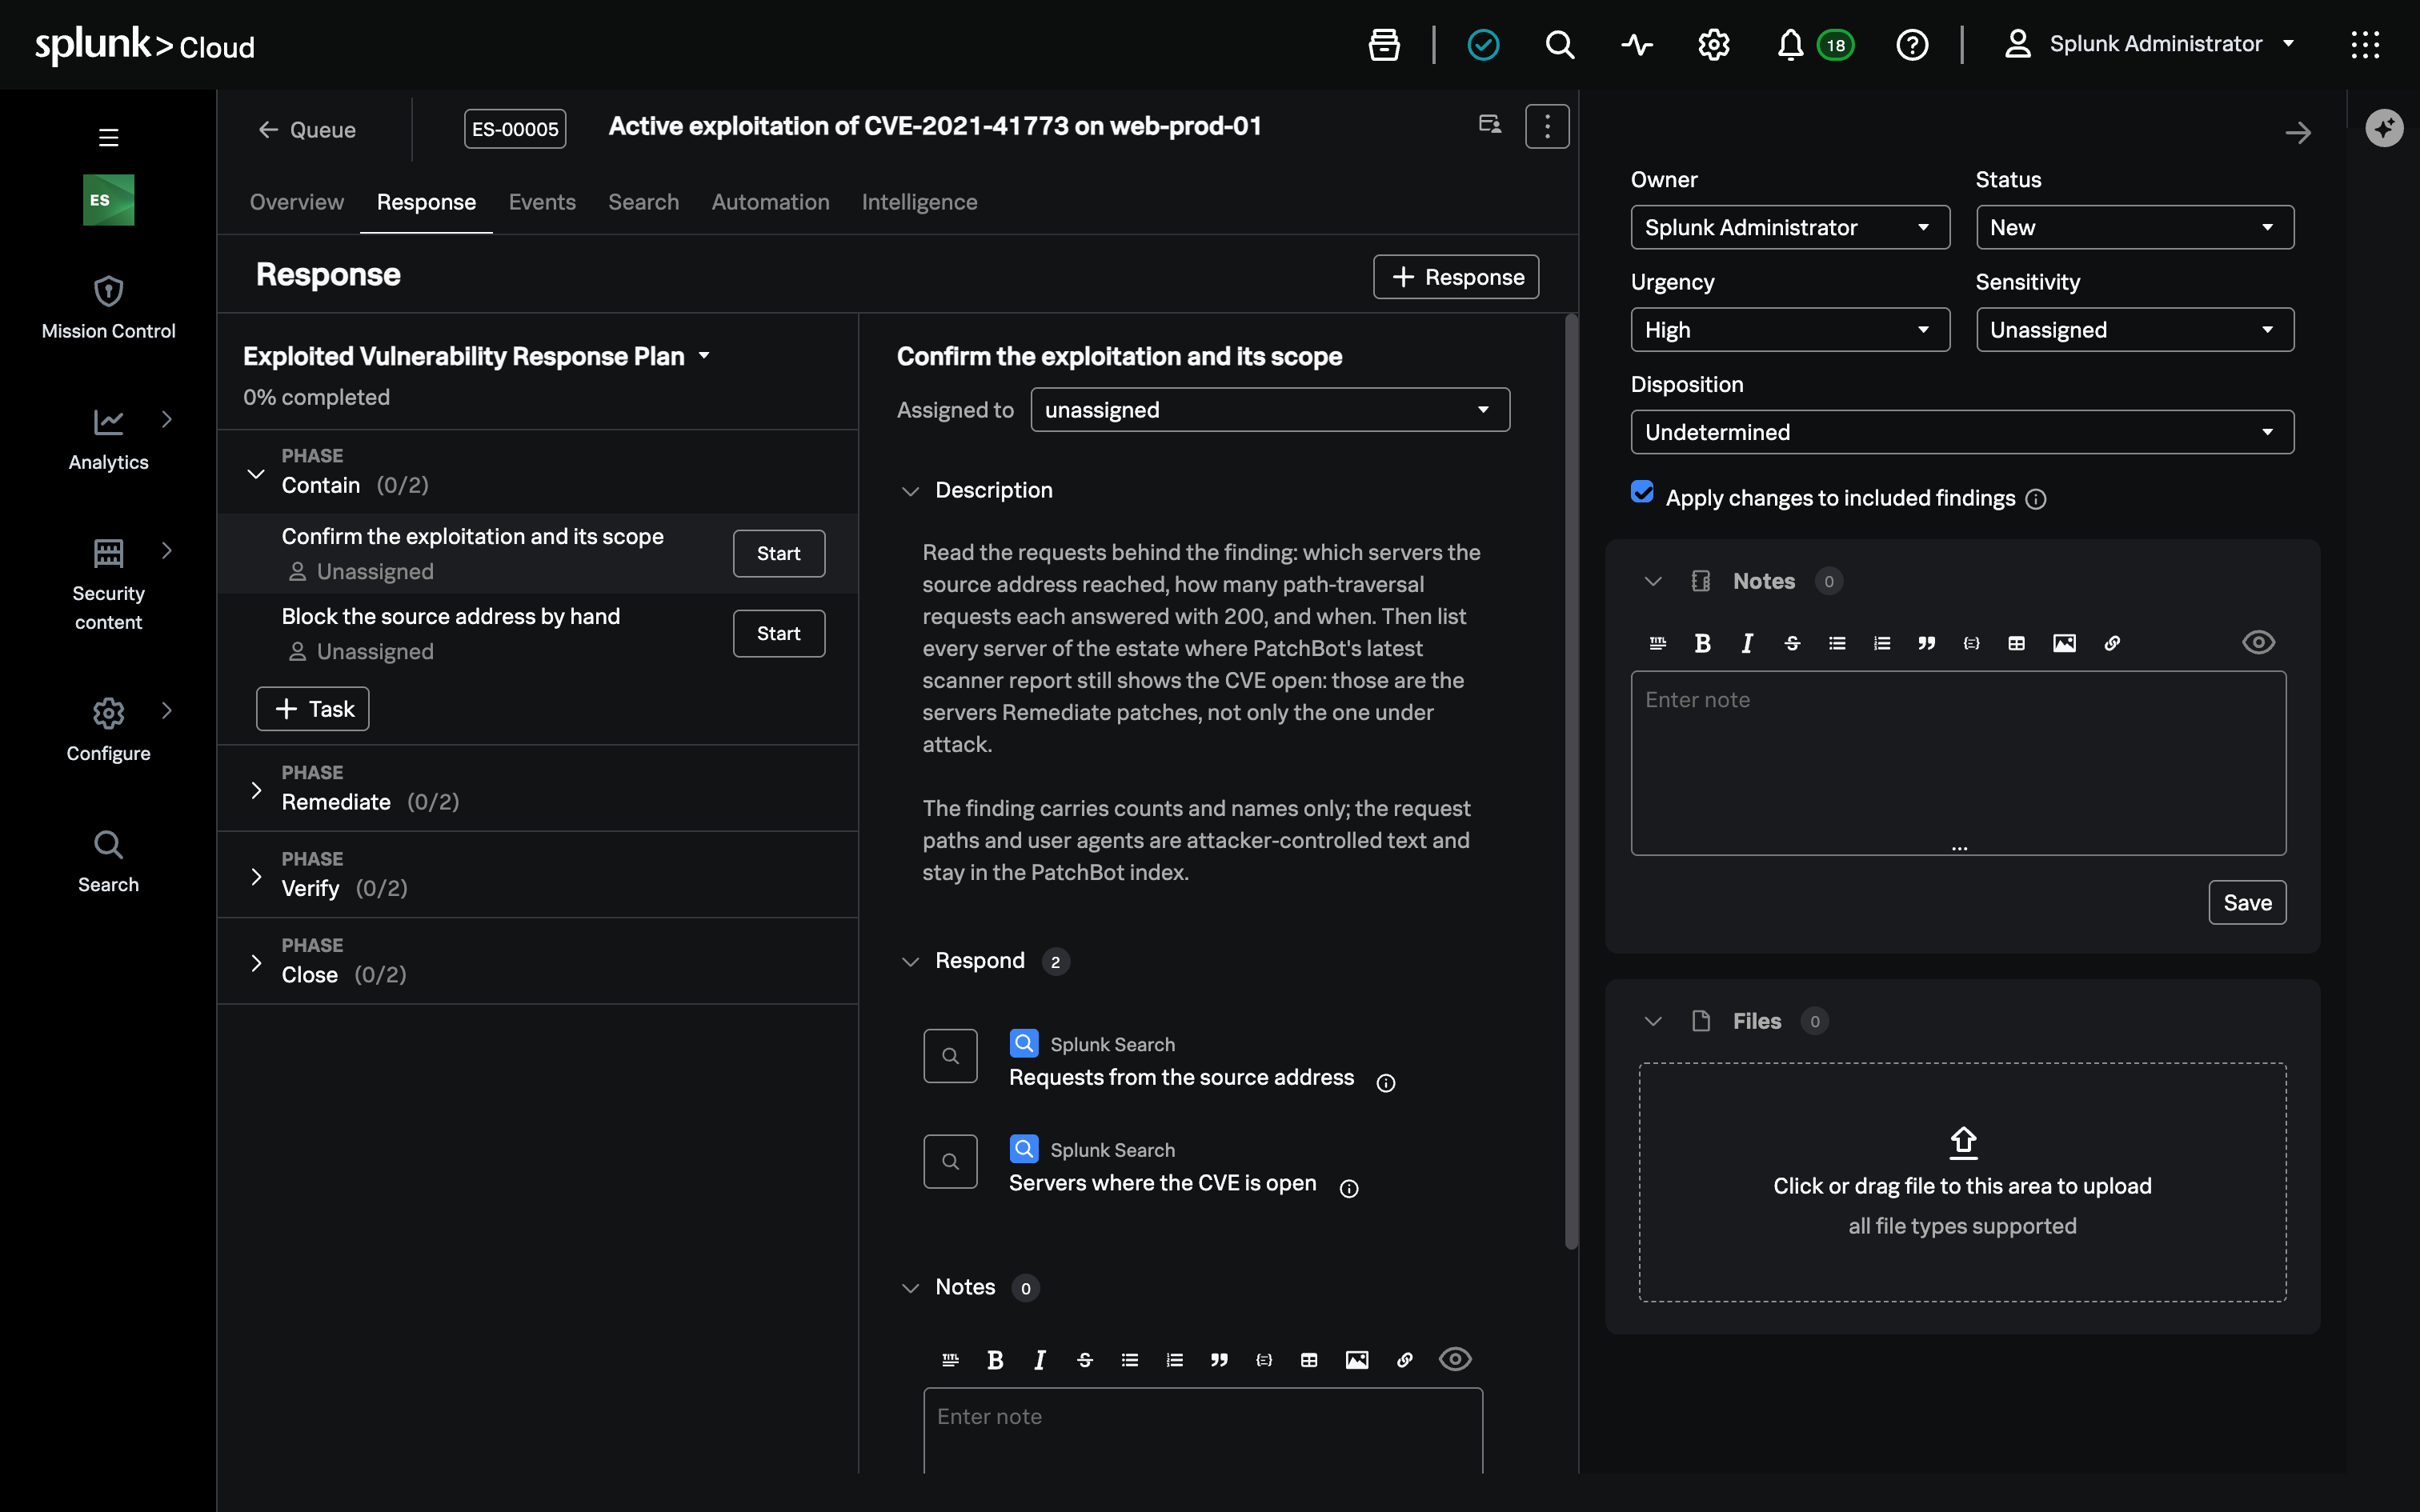 splunk>Cloud
18
Splunk Administrator
ES
Mission Control
Analytics
Security
content
Configure
Search
Queue
ES-00005
Active exploitation of CVE-2021-41773 on web-prod-01
Overview
Response
Events
Search
Automation
Intelligence
Response
+ Response
Exploited Vulnerability Response Plan
0% completed
PHASE
Contain (0/2)
Confirm the exploitation and its scope
Unassigned
Start
Block the source address by hand
Unassigned
Start
+ Task
PHASE
Remediate (0/2)
PHASE
Verify (0/2)
PHASE
Close (0/2)
Confirm the exploitation and its scope
Assigned to
unassigned
Description
Read the requests behind the finding: which servers the
source address reached, how many path-traversal
requests each answered with 200, and when. Then list
every server of the estate where PatchBot's latest
scanner report still shows the CVE open: those are the
servers Remediate patches, not only the one under
attack.
The finding carries counts and names only; the request
paths and user agents are attacker-controlled text and
stay in the PatchBot index.
Respond 2
Splunk Search
Requests from the source address
Splunk Search
Servers where the CVE is open
Notes 0
Enter note
Owner
Splunk Administrator
Status
New
Urgency
High
Sensitivity
Unassigned
Disposition
Undetermined
Apply changes to included findings
Notes 0
Enter note
Save
Files 0
Click or drag file to this area to upload
all file types supported